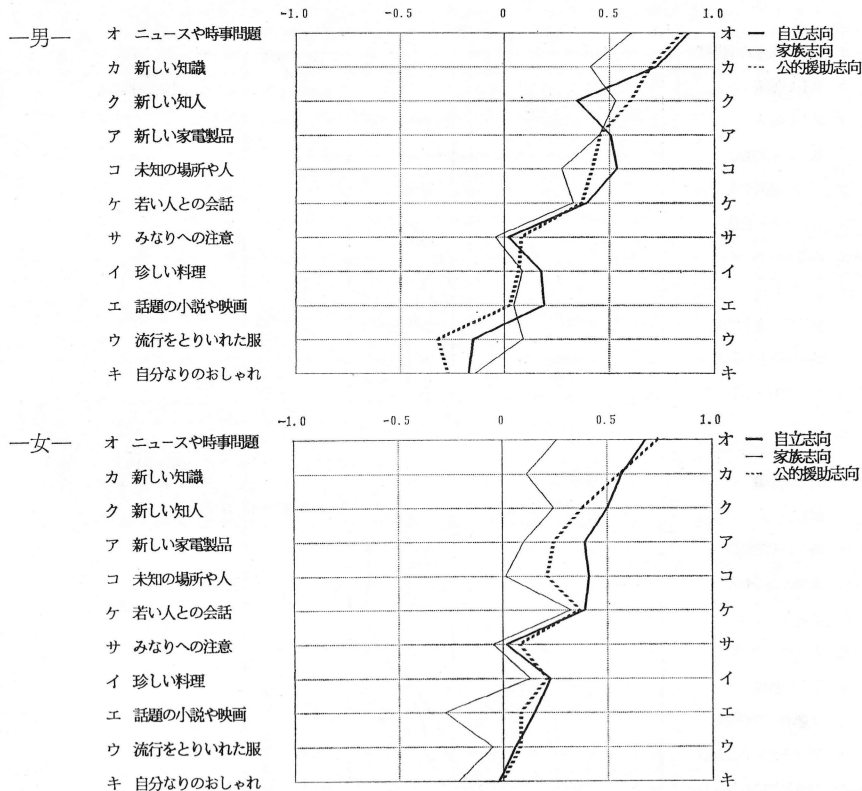 ―男―
-1.0 -0.5 0 0.5 1.0
オ ニュースや時事問題 オ
カ 新しい知識 カ
ク 新しい知人 ク
ア 新しい家電製品 ア
コ 未知の場所や人 コ
ケ 若い人との会話 ケ
サ みなりへの注意 サ
イ 珍しい料理 イ
エ 話題の小説や映画 エ
ウ 流行をとりいれた服 ウ
キ 自分なりのおしゃれ キ
自立志向
家族志向
公的援助志向
―女―
-1.0 -0.5 0 0.5 1.0
オ ニュースや時事問題 オ
カ 新しい知識 カ
ク 新しい知人 ク
ア 新しい家電製品 ア
コ 未知の場所や人 コ
ケ 若い人との会話 ケ
サ みなりへの注意 サ
イ 珍しい料理 イ
エ 話題の小説や映画 エ
ウ 流行をとりいれた服 ウ
キ 自分なりのおしゃれ キ
自立志向
家族志向
公的援助志向